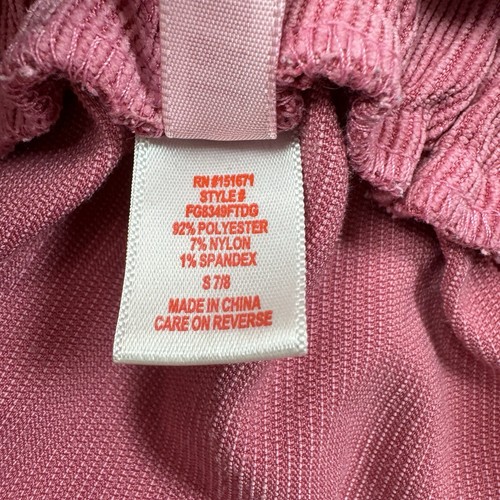 RN #151671
STYLE #
FG8349FTDG
92% POLYESTER
7% NYLON
1% SPANDEX
S 7/8
MADE IN CHINA
CARE ON REVERSE